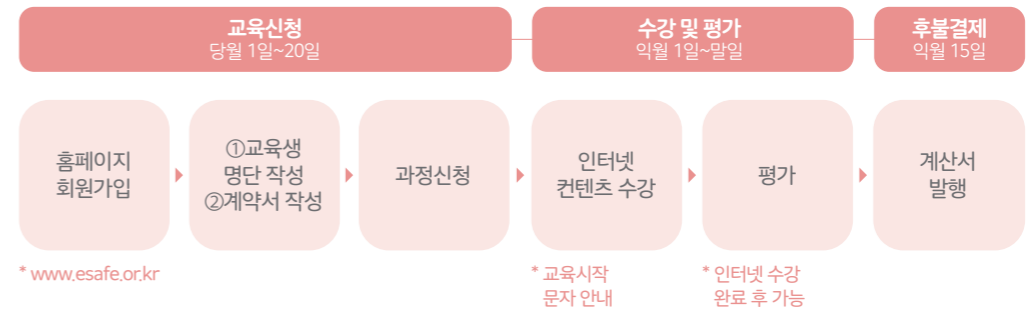 교육신청
당월 1일~20일
수강 및 평가
익월 1일~말일
후불결제
익월 15일
홈페이지
회원가입
①교육생
명단 작성
②계약서 작성
과정신청
인터넷
컨텐츠 수강
평가
계산서
발행
* www.esafe.or.kr
* 교육시작
문자 안내
* 인터넷 수강
완료 후 가능